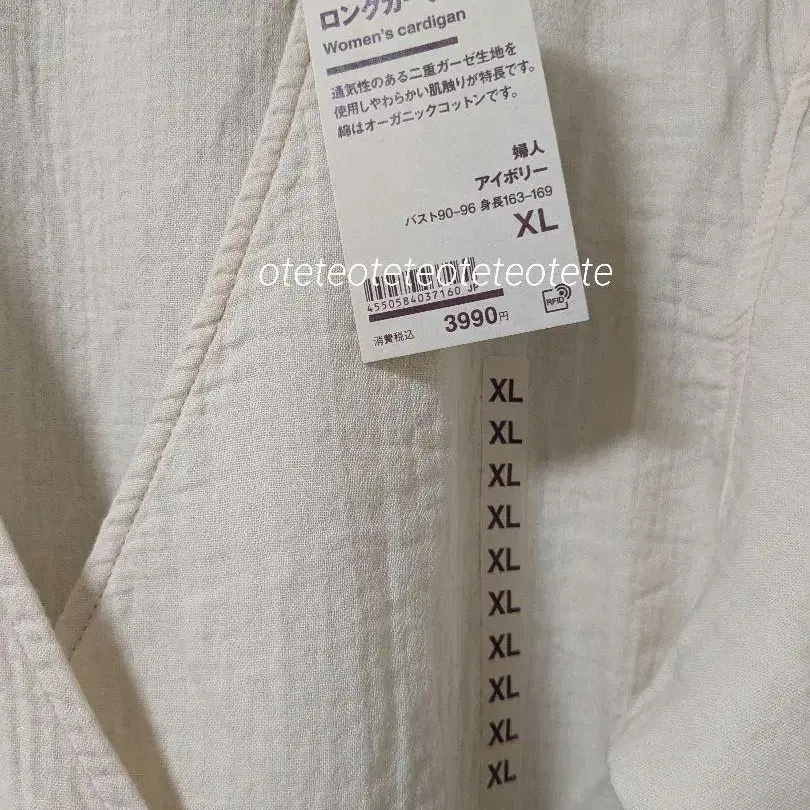 ロングカー
Women's cardigan
通気性のある二重ガーゼ生地を
使用しやわらかい肌触りが特長です。
綿はオーガニックコットンです。
婦人
アイボリー
バスト90-96 身長163-169
XL
oteteoteteoteteoteteotete
4550584037160 JP
RFID
消費税込 3990円
XL
XL
XL
XL
XL
XL
XL
XL
XL
XL